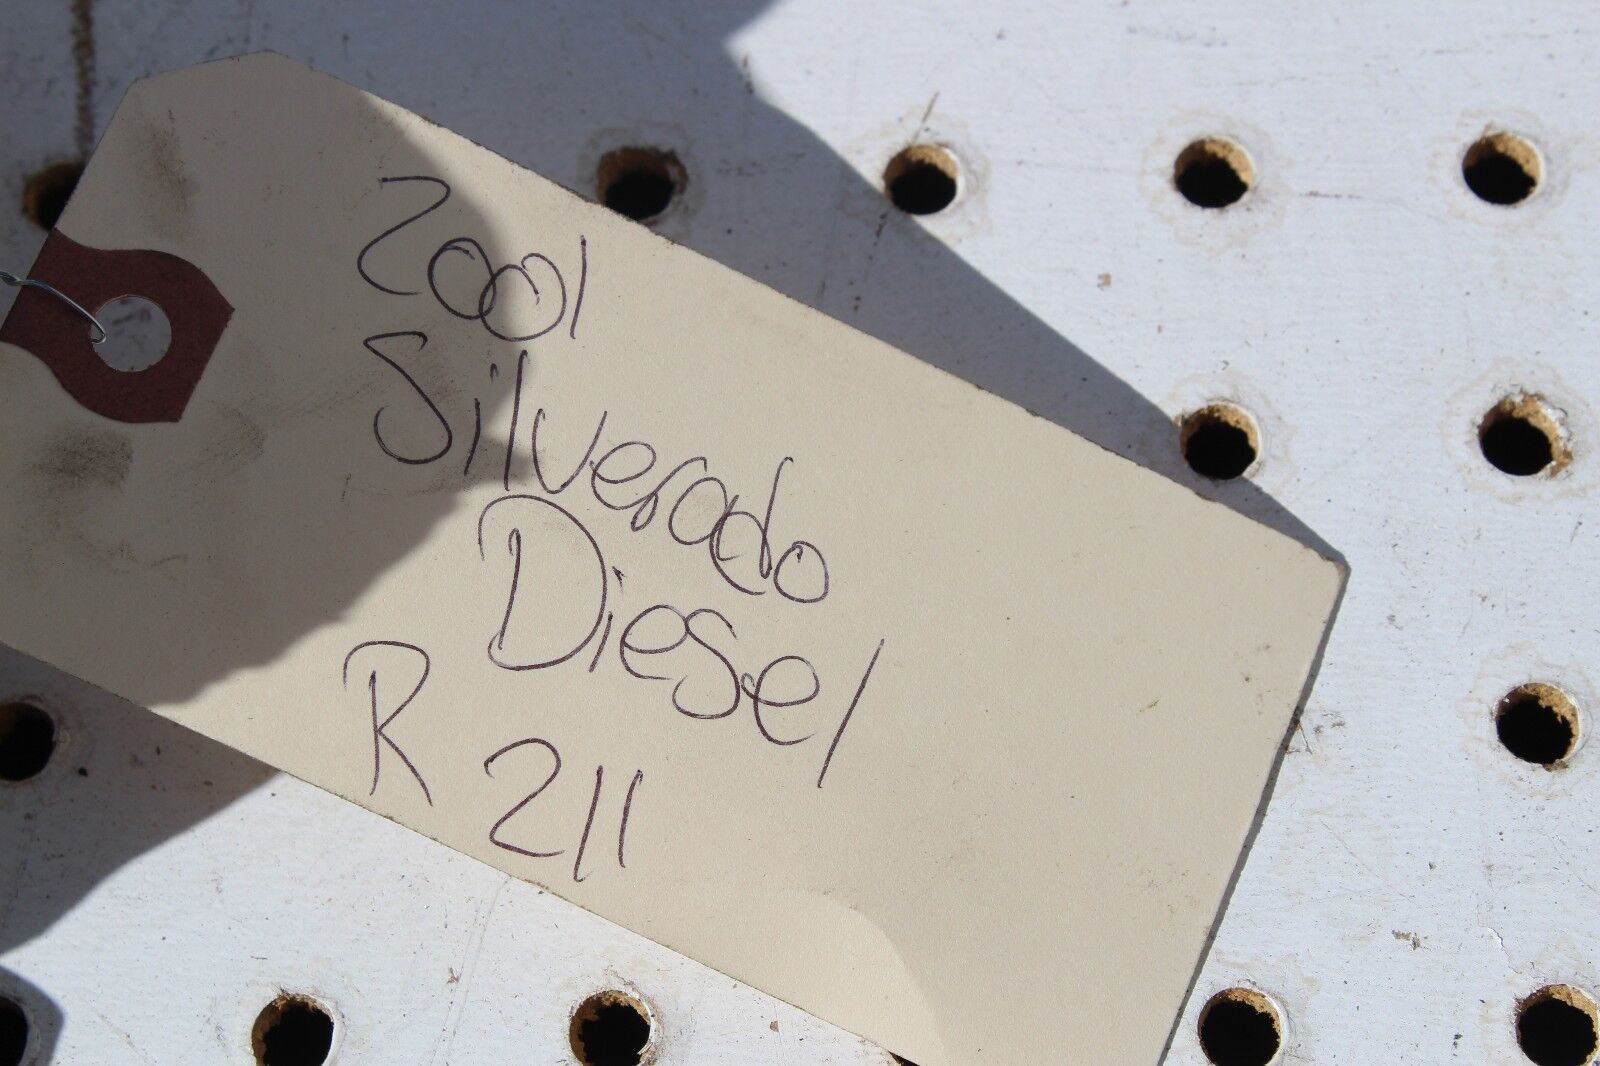 2001
Silverado
Diesel
R 211